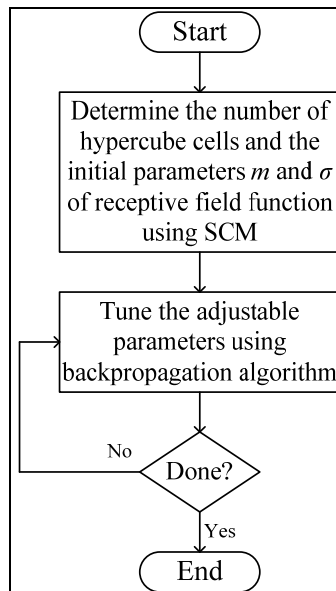 Start
Determine the number of
hypercube cells and the
initial parameters m and σ
of receptive field function
using SCM
Tune the adjustable
parameters using
backpropagation algorithm
No
Done?
Yes
End